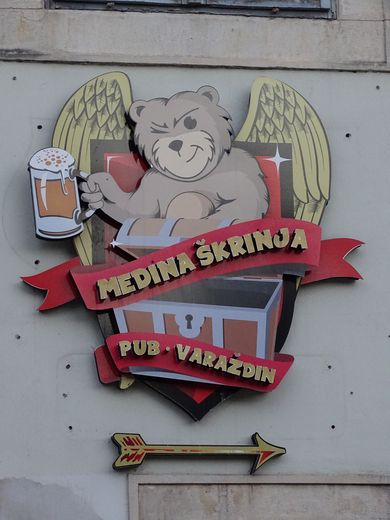 MEDINA ŠKRINJA
PUB · VARAŽDIN